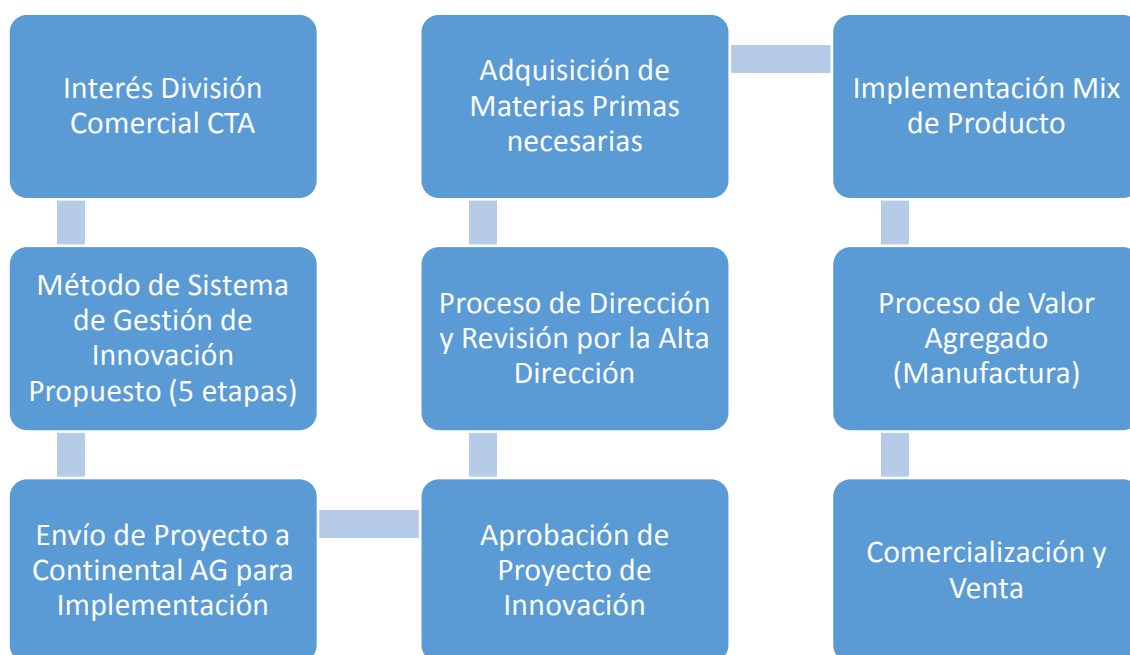 Interés División
Comercial CTA
Método de Sistema
de Gestión de
Innovación
Propuesto (5 etapas)
Envío de Proyecto a
Continental AG para
Implementación
Aprobación de
Proyecto de
Innovación
Proceso de Dirección
y Revisión por la Alta
Dirección
Adquisición de
Materias Primas
necesarias
Implementación Mix
de Producto
Proceso de Valor
Agregado
(Manufactura)
Comercialización y
Venta